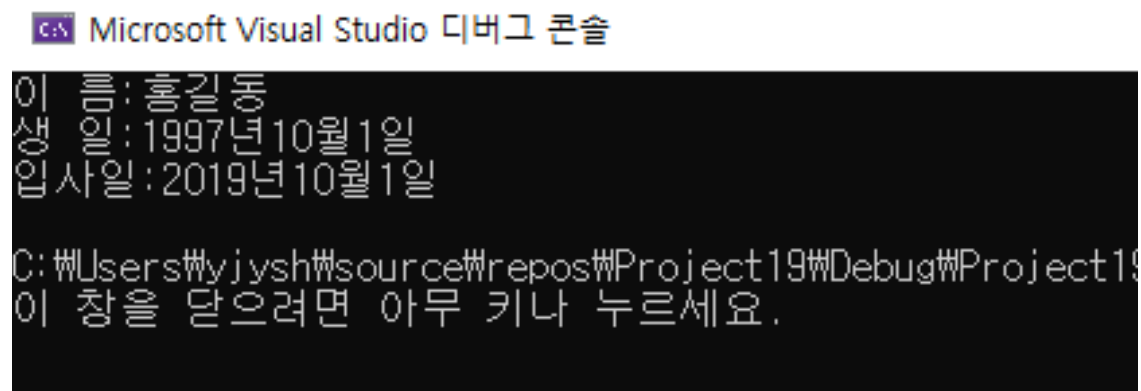 Microsoft Visual Studio 디버그 콘솔
이 름:홍길동
생 일:1997년10월1일
입사일:2019년10월1일
C:₩Users₩yjysh₩source₩repos₩Project19₩Debug₩Project19
이 창을 닫으려면 아무 키나 누르세요.